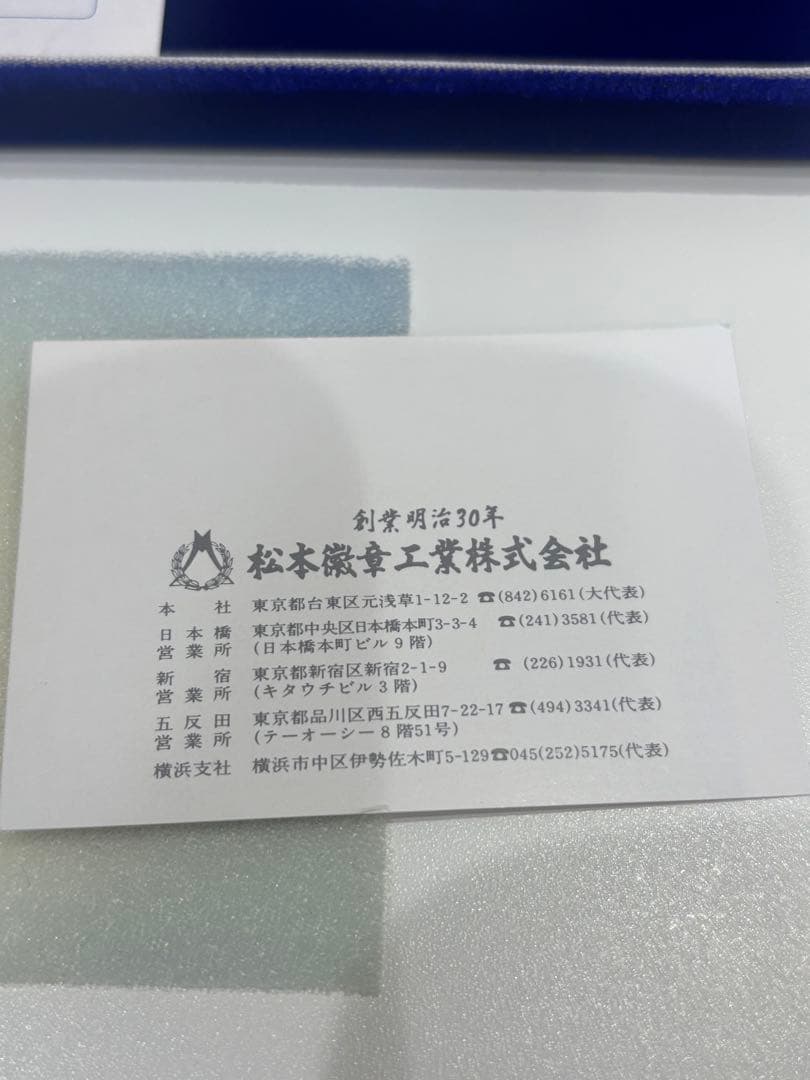 創業明治30年
松本徽章工業株式会社
本社 東京都台東区元浅草1-12-2 ☎(842)6161(大代表)
日本橋営業所 東京都中央区日本橋本町3-3-4 ☎(241)3581(代表)
(日本橋本町ビル9階)
新宿営業所 東京都新宿区新宿2-1-9 ☎(226)1931(代表)
(キタウチビル3階)
五反田営業所 東京都品川区西五反田7-22-17 ☎(494)3341(代表)
(テーオーシー8階51号)
横浜支社 横浜市中区伊勢佐木町5-129 ☎045(252)5175(代表)